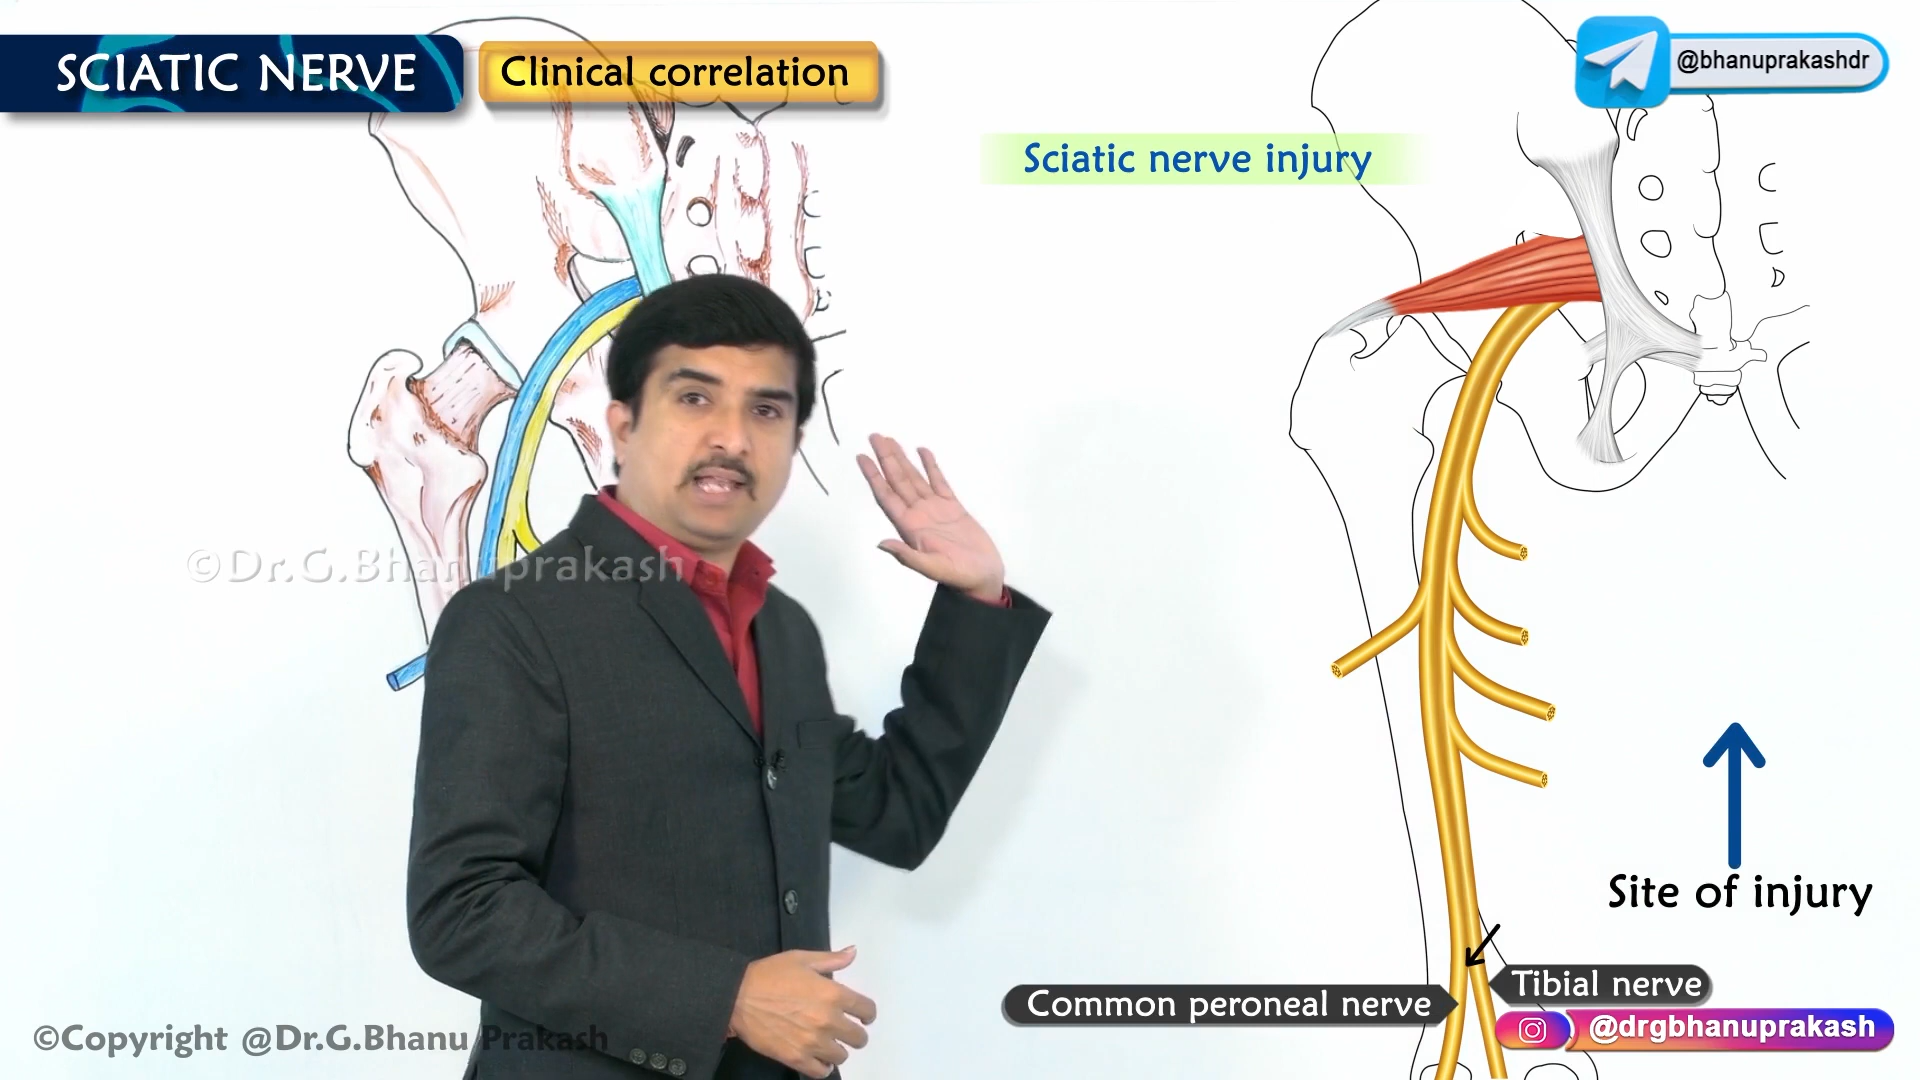 SCIATIC NERVE
Clinical correlation
@bhanuprakashdr
Sciatic nerve injury
©Dr.G.Bhanuprakash
Site of injury
Tibial nerve
Common peroneal nerve
@drgbhanuprakash
©Copyright @Dr.G.Bhanu Prakash